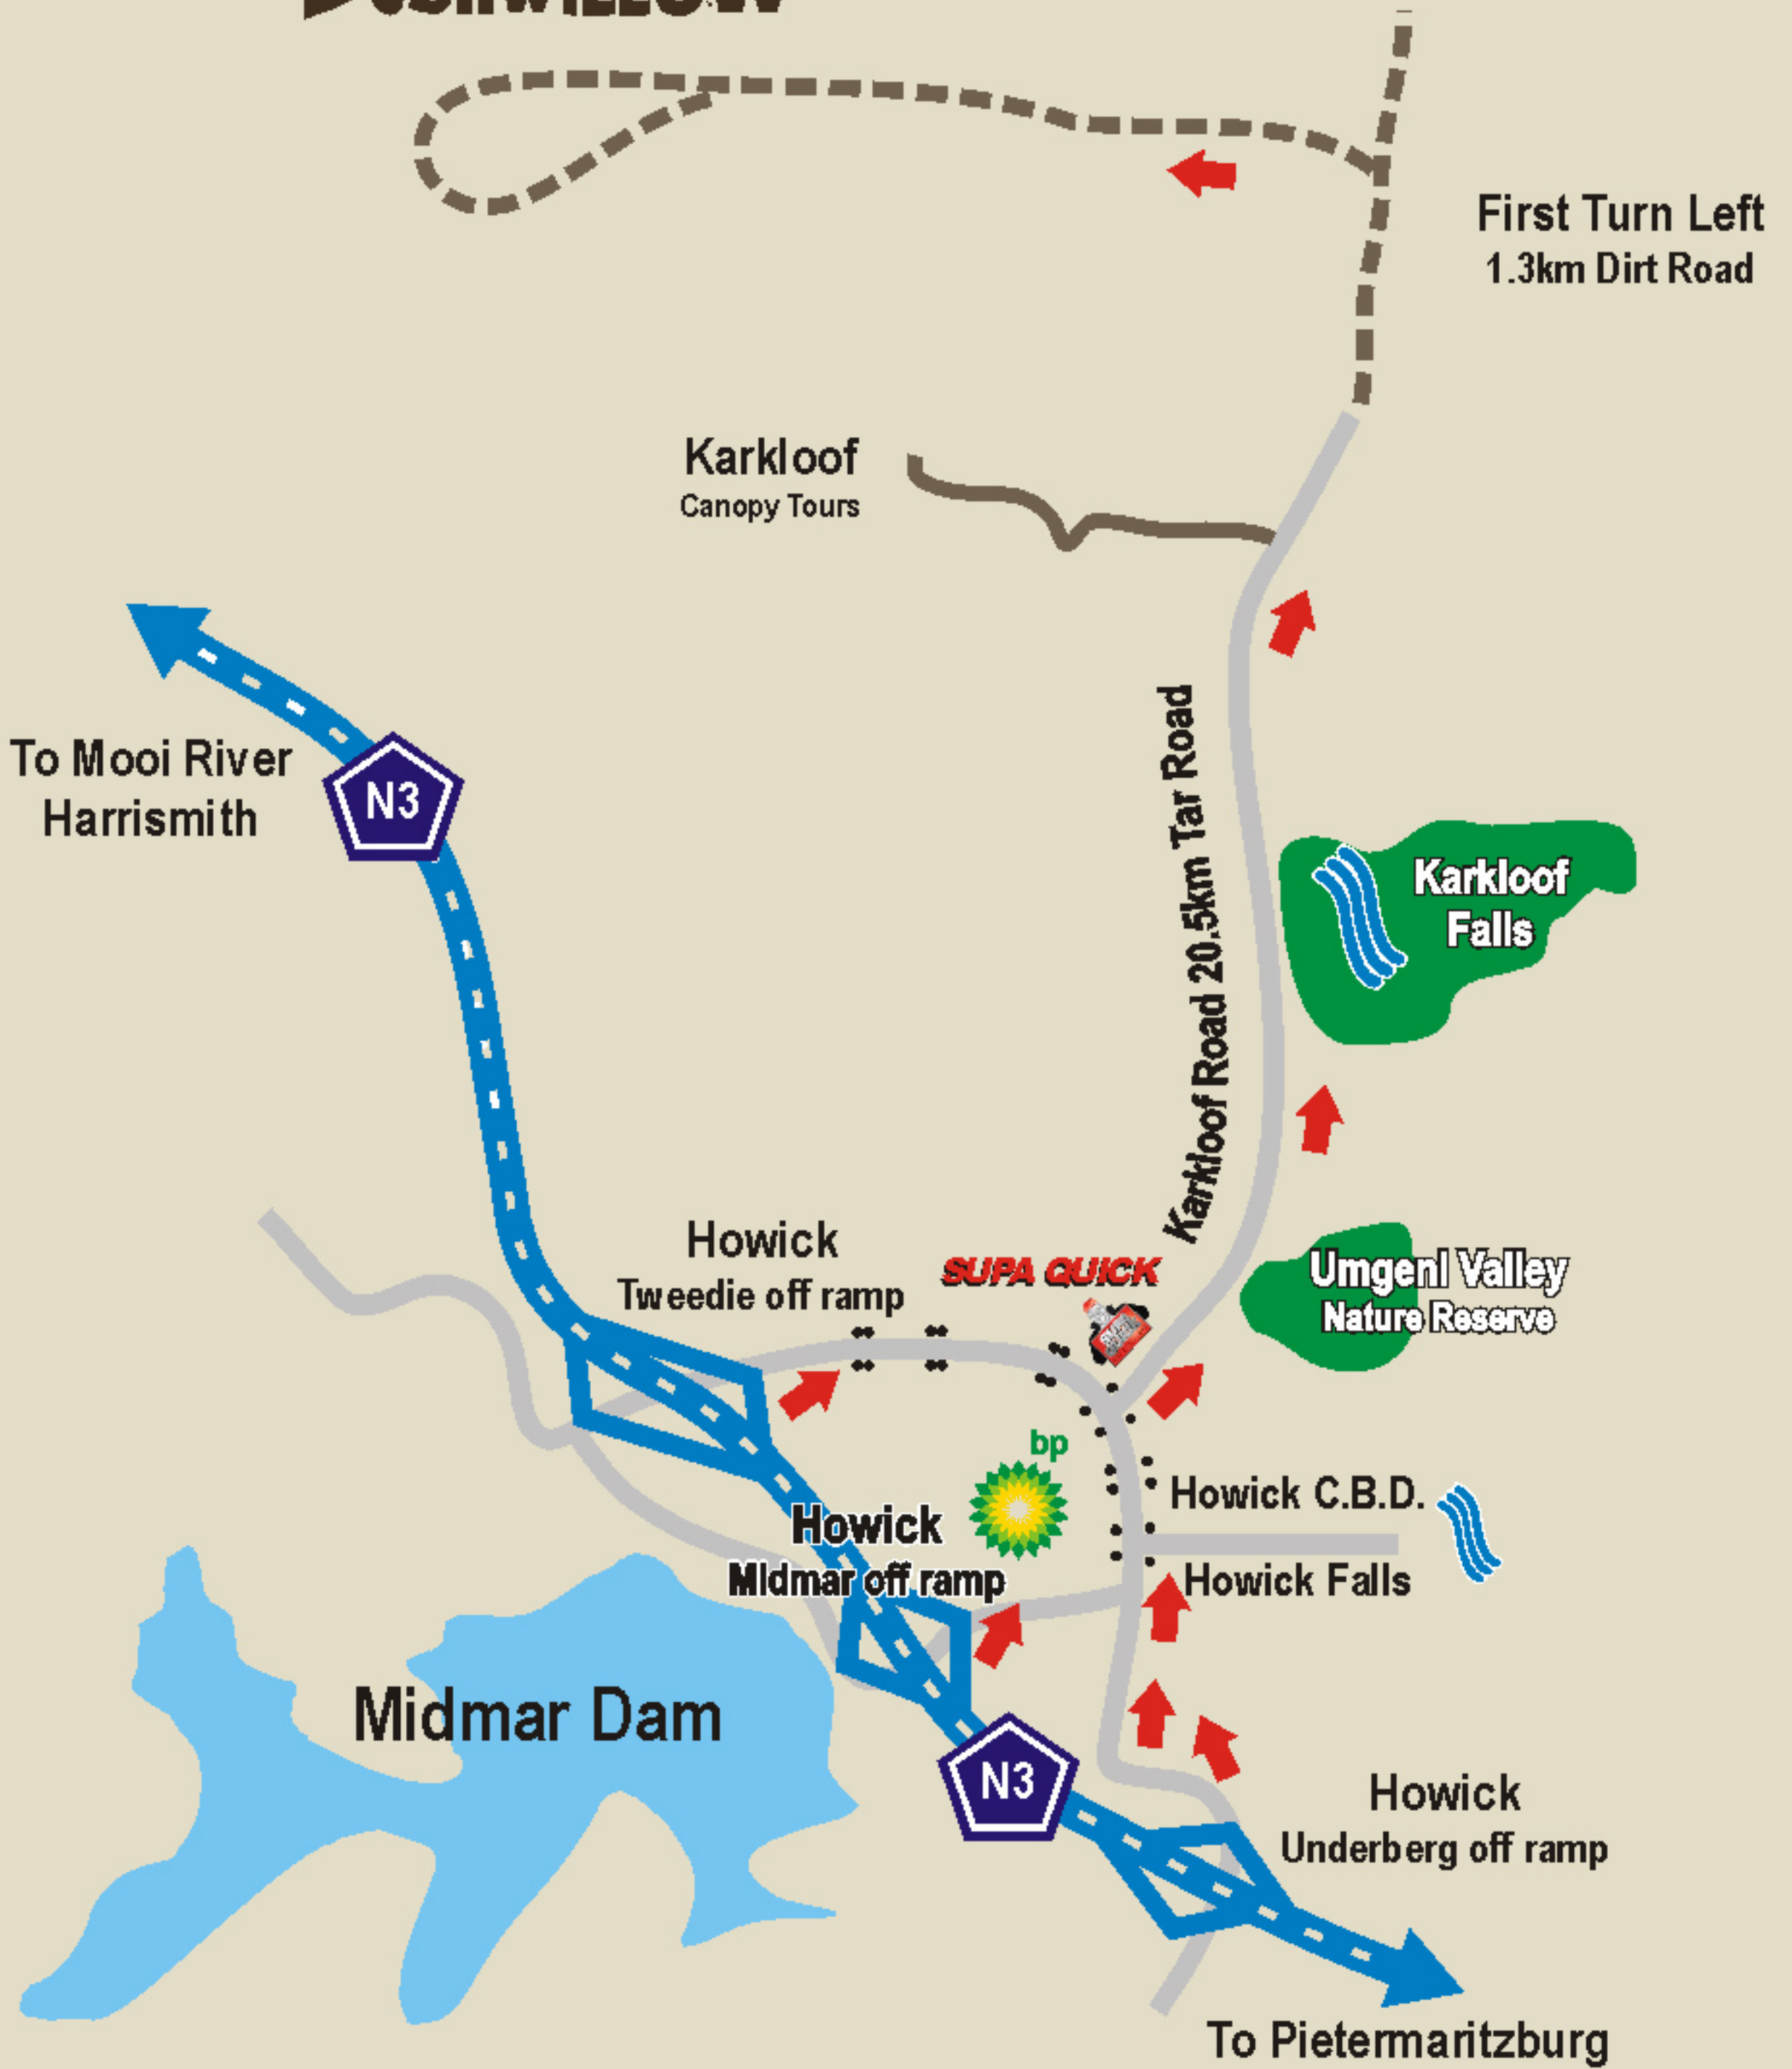 First Turn Left
1.3km Dirt Road
Karkloof
Canopy Tours
To Mooi River
Harrismith
N3
Karkloof Road 20.5km Tar Road
Karkloof
Falls
Howick
Tweedie off ramp
SUPA QUICK
Umgeni Valley
Nature Reserve
bp
Howick C.B.D.
Howick Falls
Howick
Midmar off ramp
Midmar Dam
N3
Howick
Underberg off ramp
To Pietermaritzburg